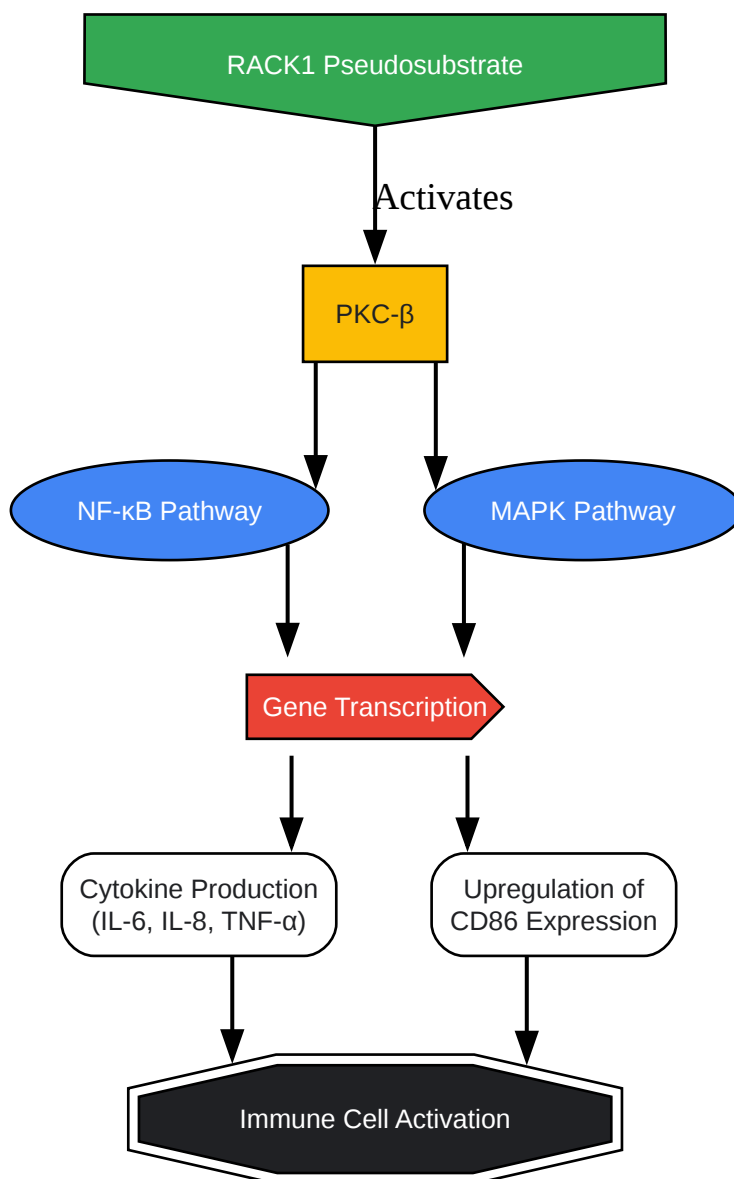 RACK1 Pseudosubstrate
Activates
PKC-β
NF-κB Pathway
MAPK Pathway
Gene Transcription
Cytokine Production
(IL-6, IL-8, TNF-α)
Upregulation of
CD86 Expression
Immune Cell Activation